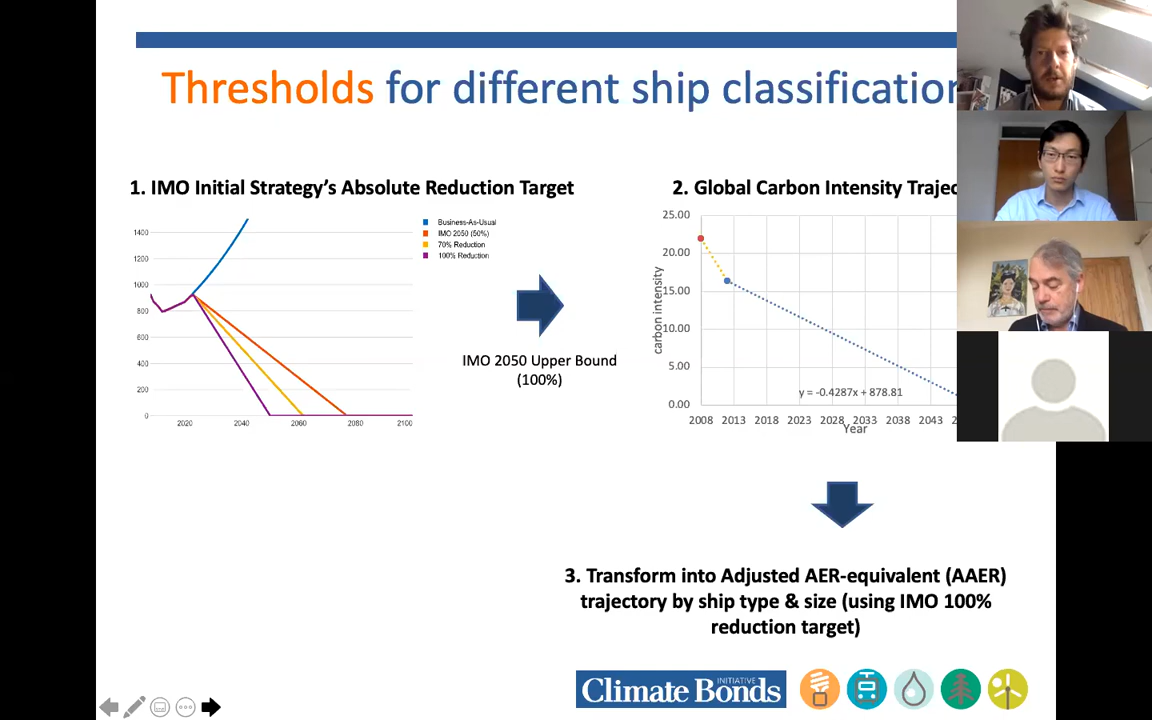 Thresholds for different ship classification
1. IMO Initial Strategy's Absolute Reduction Target
1400
1200
1000
800
600
400
200
0
2020
2040
2060
2080
2100
Business-As-Usual
IMO 2050 (50%)
70% Reduction
100% Reduction
IMO 2050 Upper Bound
(100%)
2. Global Carbon Intensity Trajec
25.00
20.00
15.00
10.00
5.00
0.00
carbon intensity
y = -0.4287x + 878.81
2008 2013 2018 2023 2028 2033 2038 2043
Year
3. Transform into Adjusted AER-equivalent (AAER)
trajectory by ship type & size (using IMO 100%
reduction target)
Climate Bonds
INITIATIVE